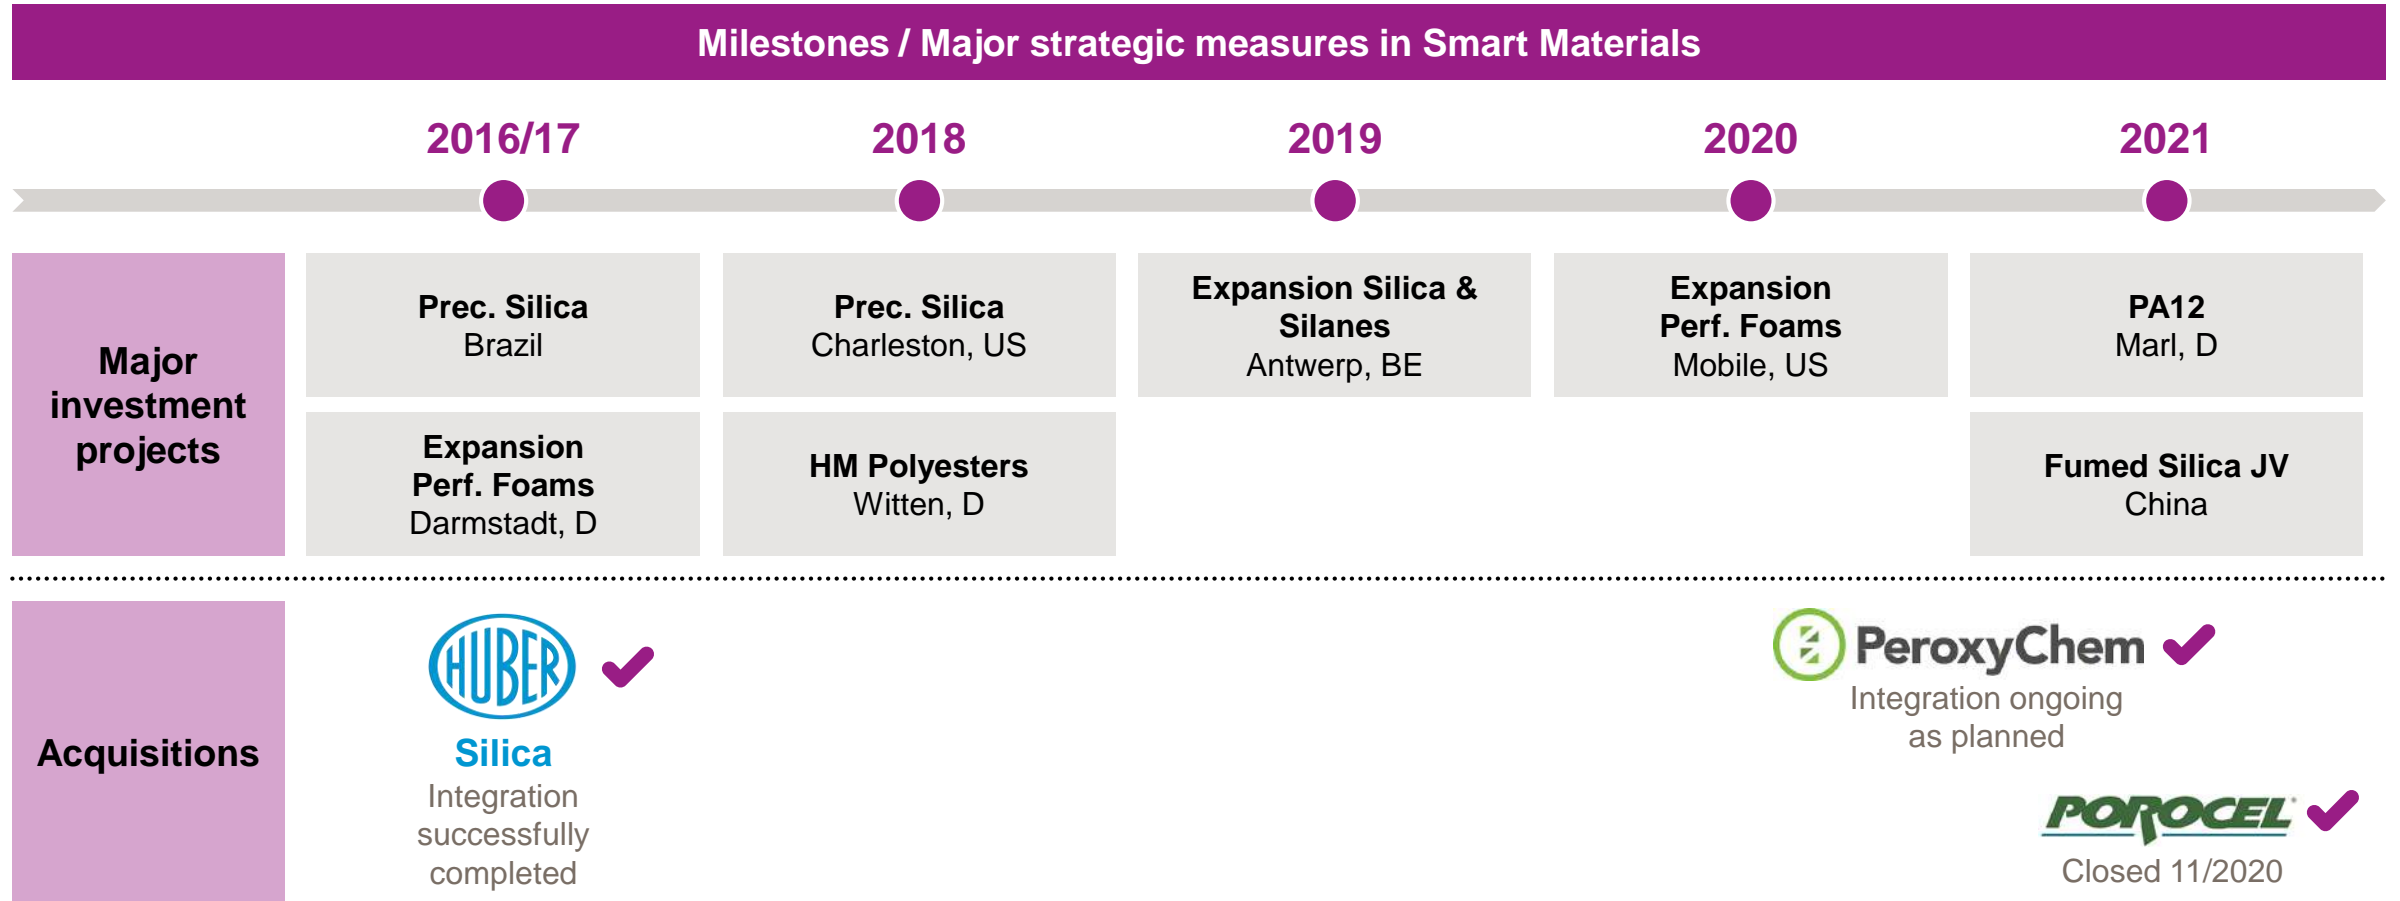 Milestones / Major strategic measures in Smart Materials
2016/17
2018
2019
2020
2021
Major
investment
projects
Prec. Silica
Brazil
Prec. Silica
Charleston, US
Expansion Silica &
Silanes
Antwerp, BE
Expansion
Perf. Foams
Mobile, US
PA12
Marl, D
Expansion
Perf. Foams
Darmstadt, D
HM Polyesters
Witten, D
Fumed Silica JV
China
Acquisitions
HUBER
Silica
Integration
successfully
completed
PeroxyChem
Integration ongoing
as planned
POROCEL
Closed 11/2020